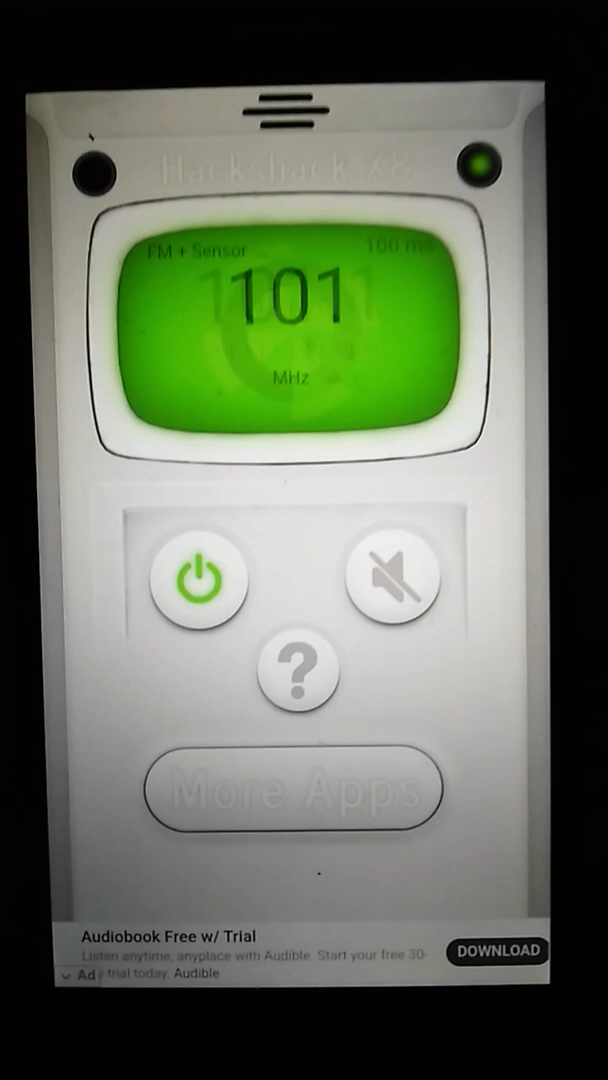 Hackshack X8
FM + Sensor
100 ms
101
MHz
?
More Apps
Audiobook Free w/ Trial
Listen anytime, anyplace with Audible. Start your free 30-
y trial today. Audible
Ad
DOWNLOAD